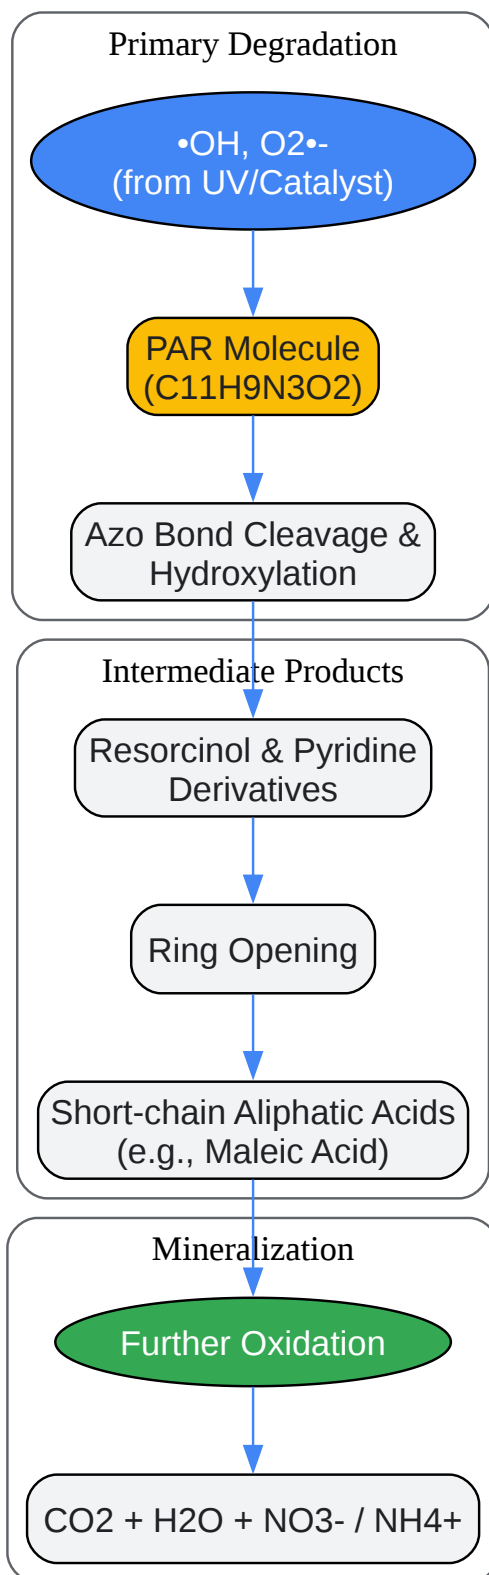 Primary Degradation
•OH, O2•-
(from UV/Catalyst)
PAR Molecule
(C11H9N3O2)
Azo Bond Cleavage &
Hydroxylation
Intermediate Products
Resorcinol & Pyridine
Derivatives
Ring Opening
Short-chain Aliphatic Acids
(e.g., Maleic Acid)
Mineralization
Further Oxidation
CO2 + H2O + NO3- / NH4+